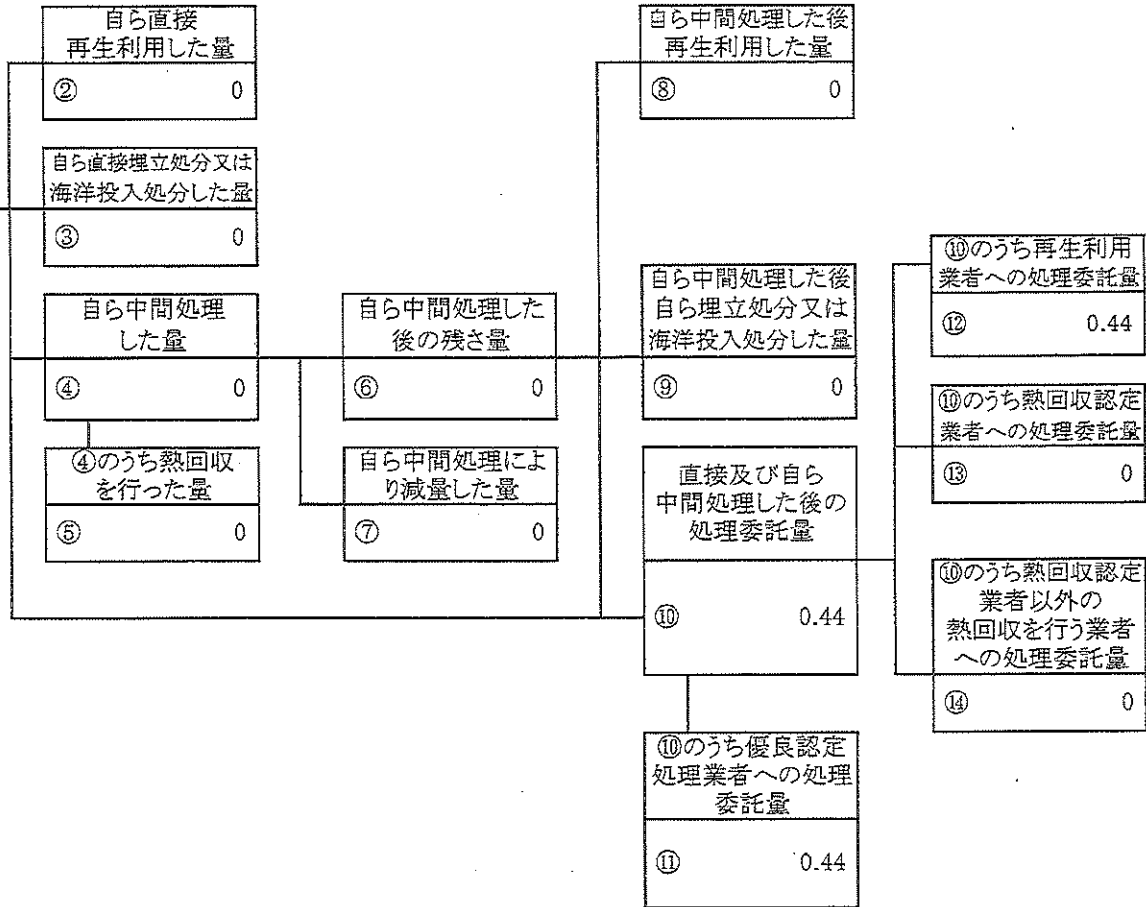 自ら直接
再生利用した量
② 0
自ら直接埋立処分又は
海洋投入処分した量
③ 0
自ら中間処理
した量
④ 0
④のうち熱回収
を行った量
⑤ 0
自ら中間処理した
後の残さ量
⑥ 0
自ら中間処理によ
り減量した量
⑦ 0
自ら中間処理した後
再生利用した量
⑧ 0
自ら中間処理した後
自ら埋立処分又は
海洋投入処分した量
⑨ 0
直接及び自ら
中間処理した後の
処理委託量
⑩ 0.44
⑩のうち優良認定
処理業者への処理
委託量
⑪ 0.44
⑩のうち再生利用
業者への処理委託量
⑫ 0.44
⑩のうち熱回収認定
業者への処理委託量
⑬ 0
⑩のうち熱回収認定
業者以外の
熱回収を行う業者
への処理委託量
⑭ 0